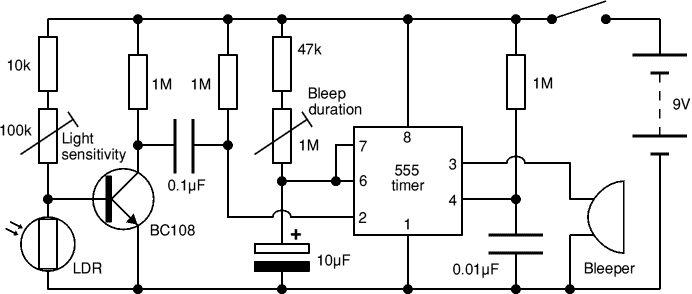 10k
100k
Light
sensitivity
LDR
1M
BC108
0.1µF
1M
47k
Bleep
duration
1M
+
10µF
7
6
2
8
555
timer
1
3
4
1M
0.01µF
Bleeper
9V